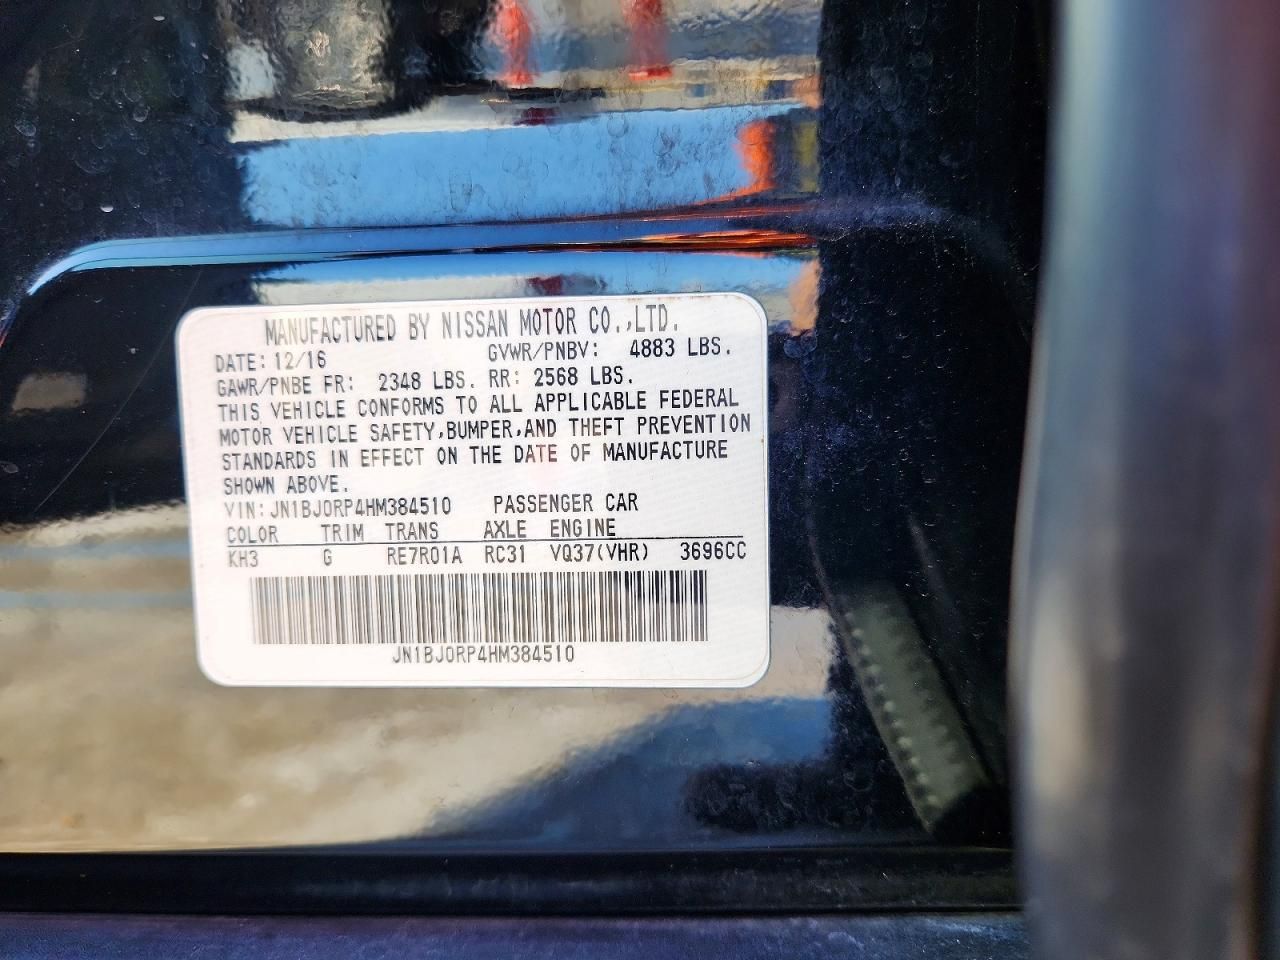 MANUFACTURED BY NISSAN MOTOR CO.,LTD.
DATE: 12/16 GVWR/PNBV: 4883 LBS.
GAWR/PNBE FR: 2348 LBS. RR: 2568 LBS.
THIS VEHICLE CONFORMS TO ALL APPLICABLE FEDERAL
MOTOR VEHICLE SAFETY,BUMPER,AND THEFT PREVENTION
STANDARDS IN EFFECT ON THE DATE OF MANUFACTURE
SHOWN ABOVE.
VIN: JN1BJ0RP4HM384510 PASSENGER CAR
COLOR TRIM TRANS AXLE ENGINE
KH3 G RE7R01A RC31 VQ37(VHR) 3696CC
JN1BJ0RP4HM384510